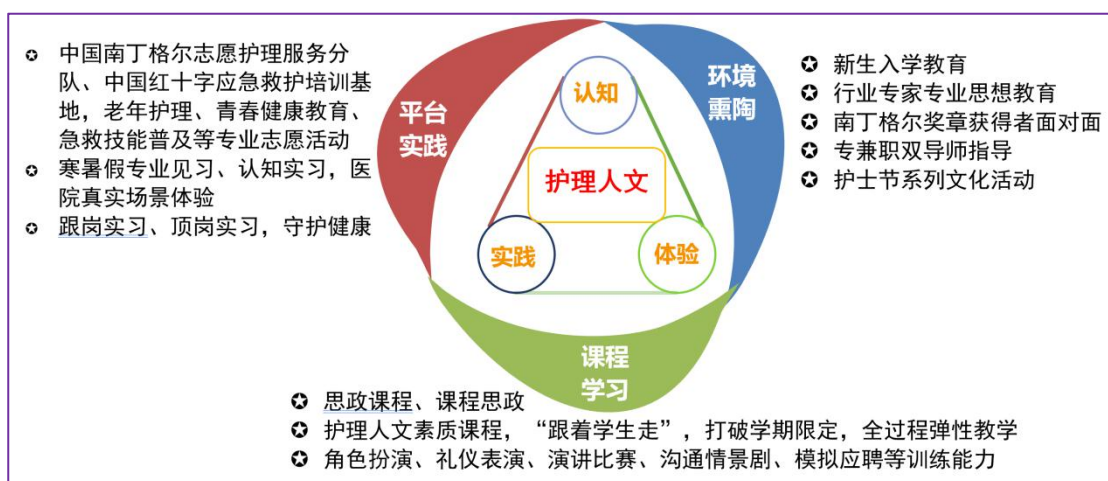 中国南丁格尔志愿护理服务分
队、中国红十字应急救护培训基
地，老年护理、青春健康教育、
急救技能普及等专业志愿活动
寒暑假专业见习、认知实习，医
院真实场景体验
跟岗实习、顶岗实习，守护健康
平台
实践
认知
护理人文
实践
体验
环境
熏陶
新生入学教育
行业专家专业思想教育
南丁格尔奖章获得者面对面
专兼职双导师指导
护士节系列文化活动
课程
学习
思政课程、课程思政
护理人文素质课程，“跟着学生走”，打破学期限定，全过程弹性教学
角色扮演、礼仪表演、演讲比赛、沟通情景剧、模拟应聘等训练能力